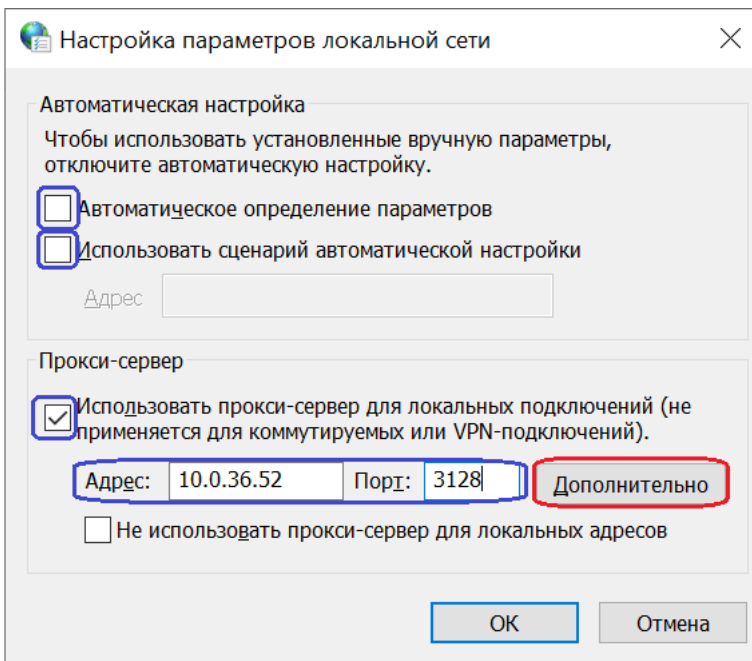 Настройка параметров локальной сети
Автоматическая настройка
Чтобы использовать установленные вручную параметры,
отключите автоматическую настройку.
Автоматическое определение параметров
Использовать сценарий автоматической настройки
Адрес
Прокси-сервер
Использовать прокси-сервер для локальных подключений (не
применяется для коммутируемых или VPN-подключений).
Адрес: 10.0.36.52 Порт: 3128 Дополнительно
Не использовать прокси-сервер для локальных адресов
ОК Отмена